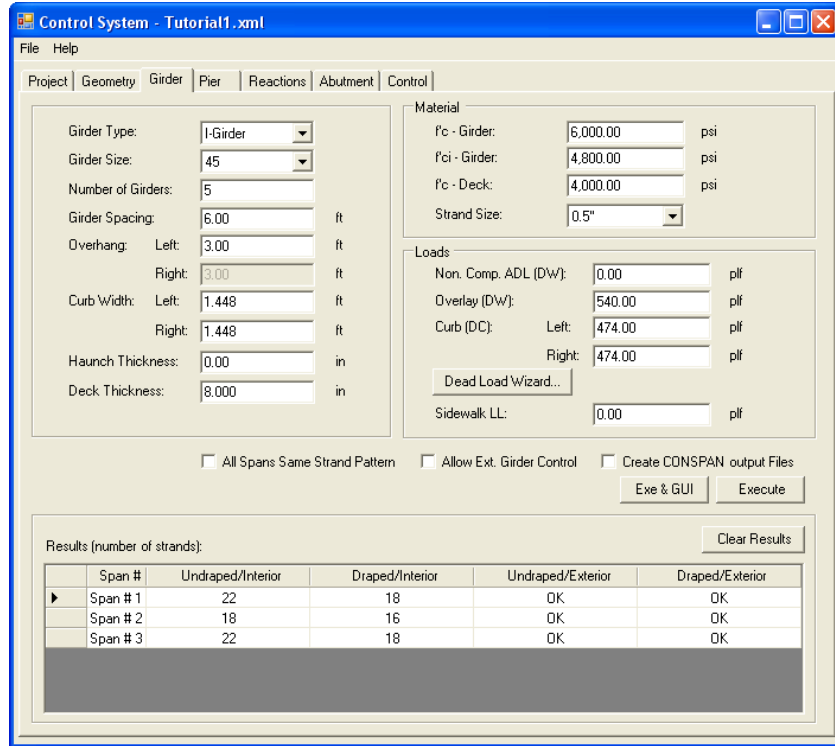 Control System - Tutorial1.xml
File Help
Project Geometry Girder Pier Reactions Abutment Control
Girder Type: I-Girder
Girder Size: 45
Number of Girders: 5
Girder Spacing: 6.00 ft
Overhang: Left: 3.00 ft
Right: 3.00 ft
Curb Width: Left: 1.448 ft
Right: 1.448 ft
Haunch Thickness: 0.00 in
Deck Thickness: 8.000 in
Material
f'c - Girder: 6,000.00 psi
f'ci - Girder: 4,800.00 psi
f'c - Deck: 4,000.00 psi
Strand Size: 0.5"
Loads
Non. Comp. ADL (DW): 0.00 plf
Overlay (DW): 540.00 plf
Curb (DC): Left: 474.00 plf
Right: 474.00 plf
Dead Load Wizard...
Sidewalk LL: 0.00 plf
All Spans Same Strand Pattern Allow Ext. Girder Control Create CONSPAN output Files
Exe & GUI Execute
Results (number of strands): Clear Results
Span # Undraped/Interior Draped/Interior Undraped/Exterior Draped/Exterior
Span # 1 22 18 OK OK
Span # 2 18 16 OK OK
Span # 3 22 18 OK OK